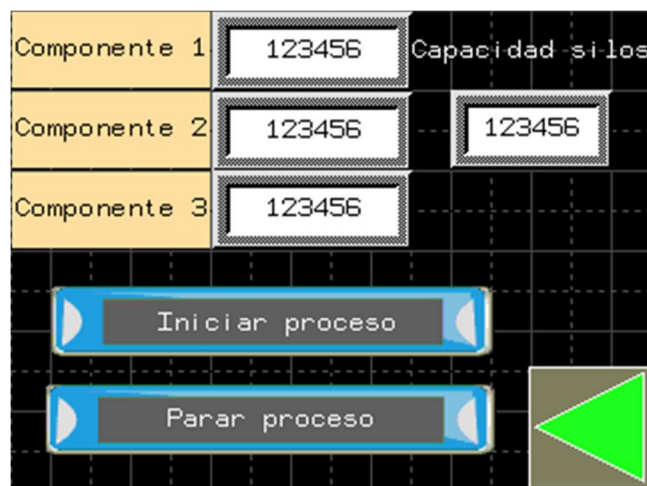 Componente 1 123456 Capacidad silos
Componente 2 123456 123456
Componente 3 123456
Iniciar proceso
Parar proceso